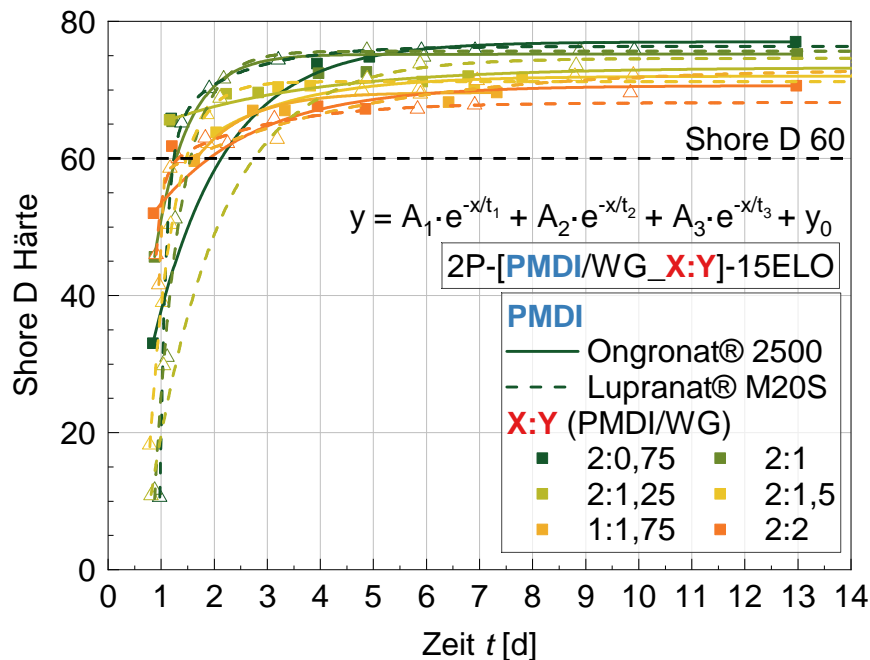 80
60
40
20
0
0 1 2 3 4 5 6 7 8 9 10 11 12 13 14
Shore D Härte
Zeit t [d]
Shore D 60
y = A₁·e^-x/t₁ + A₂·e^-x/t₂ + A₃·e^-x/t₃ + y₀
2P-[PMDI/WG_X:Y]-15ELO
PMDI
Ongronat® 2500
Lupranat® M20S
X:Y (PMDI/WG)
2:0,75 2:1
2:1,25 2:1,5
1:1,75 2:2